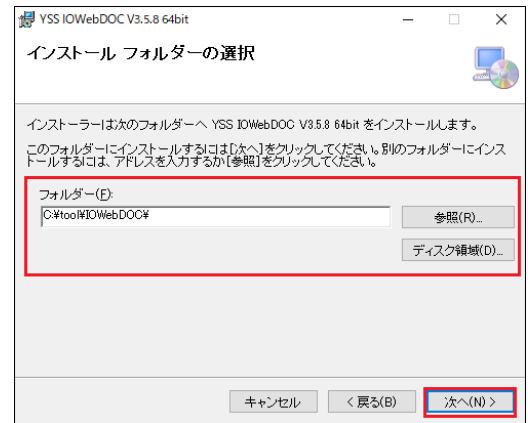 YSS IOWebDOC V3.5.8 64bit
インストール フォルダーの選択
インストーラーは次のフォルダーへ YSS IOWebDOC V3.5.8 64bit をインストールします。
このフォルダーにインストールするには[次へ]をクリックしてください。別のフォルダーにインス
トールするには、アドレスを入力するか[参照]をクリックしてください。
フォルダー(F):
C:¥tool¥IOWebDOC¥
参照(R)...
ディスク領域(D)...
キャンセル
< 戻る(B)
次へ(N) >